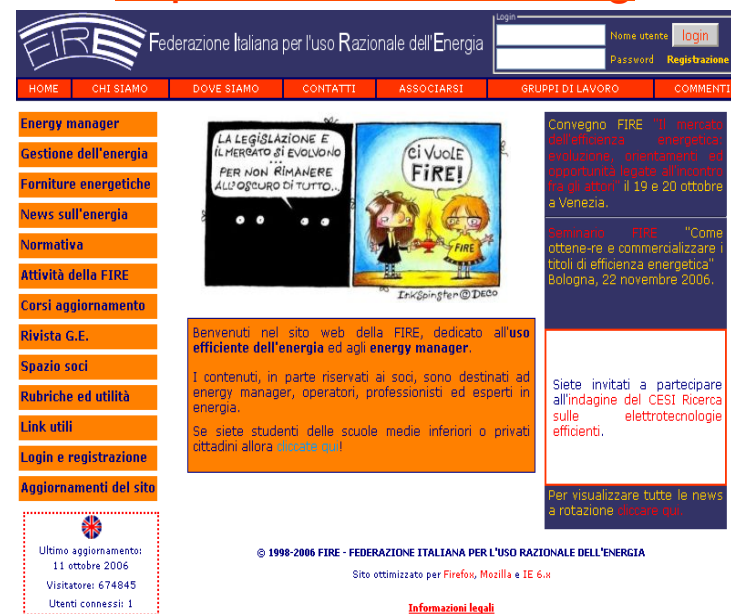 Login
FIRE Federazione Italiana per l'uso Razionale dell'Energia
Nome utente login
Password Registrazione
HOME CHI SIAMO DOVE SIAMO CONTATTI ASSOCIARSI GRUPPI DI LAVORO COMMENTI
Energy manager
Gestione dell'energia
Forniture energetiche
News sull'energia
Normativa
Attività della FIRE
Corsi aggiornamento
Rivista G.E.
Spazio soci
Rubriche ed utilità
Link utili
Login e registrazione
Aggiornamenti del sito
Ultimo aggiornamento:
11 ottobre 2006
Visitatore: 674845
Utenti connessi: 1
LA LEGISLAZIONE E
IL MERCATO SI EVOLVONO
...
PER NON RIMANERE
ALL'OSCURO DI TUTTO...
CI VUOLE
FIRE!
FIRE
InkSpinster©DECO
Benvenuti nel sito web della FIRE, dedicato all'uso
efficiente dell'energia ed agli energy manager.
I contenuti, in parte riservati ai soci, sono destinati ad
energy manager, operatori, professionisti ed esperti in
energia.
Se siete studenti delle scuole medie inferiori o privati
cittadini allora cliccate qui!
Convegno FIRE "Il mercato
dell'efficienza energetica:
evoluzione, orientamenti ed
opportunità legate all'incontro
fra gli attori" il 19 e 20 ottobre
a Venezia.
Seminario FIRE "Come
ottene-re e commercializzare i
titoli di efficienza energetica"
Bologna, 22 novembre 2006.
Siete invitati a partecipare
all'indagine del CESI Ricerca
sulle elettrotecnologie
efficienti.
Per visualizzare tutte le news
a rotazione cliccare qui.
© 1998-2006 FIRE - FEDERAZIONE ITALIANA PER L'USO RAZIONALE DELL'ENERGIA
Sito ottimizzato per Firefox, Mozilla e IE 6.x
Informazioni legali